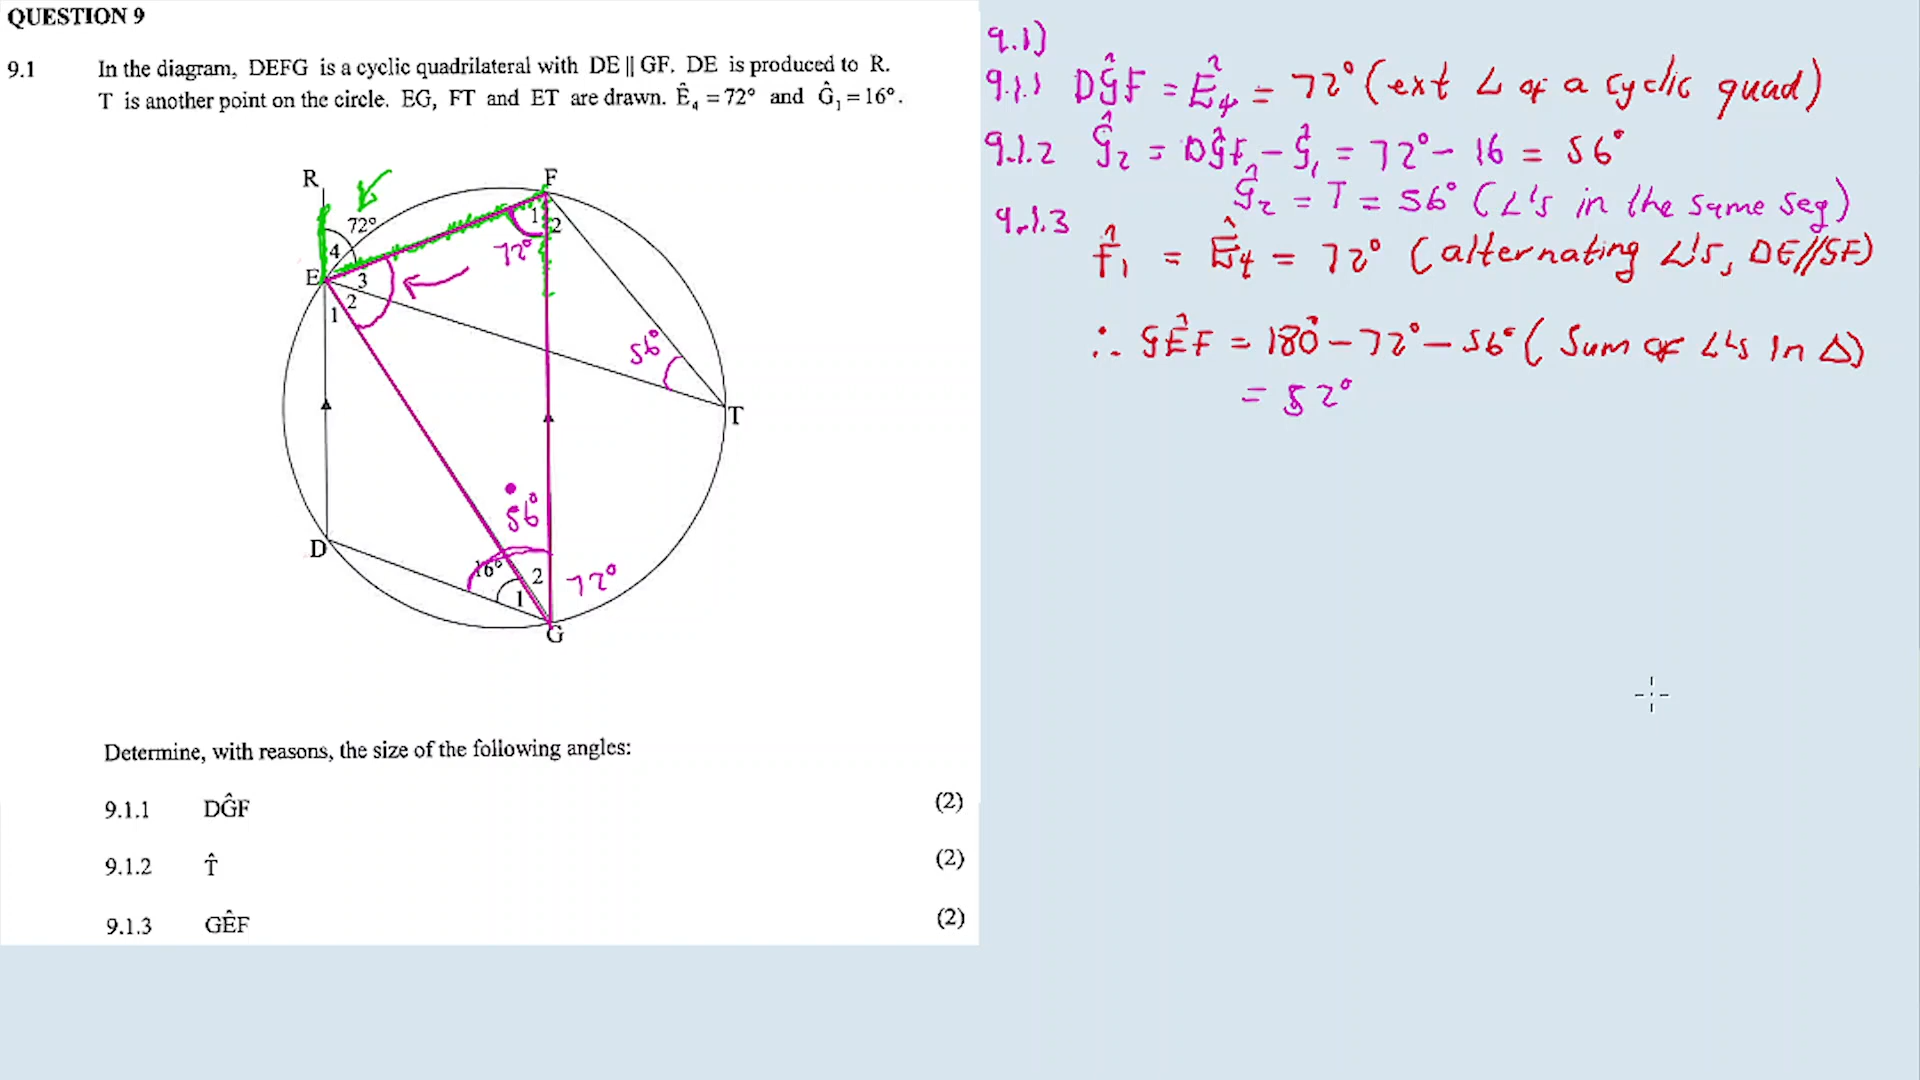 QUESTION 9
9.1 In the diagram, DEFG is a cyclic quadrilateral with DE || GF. DE is produced to R.
T is another point on the circle. EG, FT and ET are drawn. Ê₄ = 72° and Ĝ₁ = 16°.
R
F
72°
1
2
4
72°
E
3
2
1
56°
T
56°
D
16°
2
72°
1
G
Determine, with reasons, the size of the following angles:
9.1.1 DĜF (2)
9.1.2 T̂ (2)
9.1.3 GÊF (2)
9.1)
9.1.1 DĜF = Ê₄ = 72° (ext ∠ of a cyclic quad)
9.1.2 Ĝ₂ = DĜF - Ĝ₁ = 72° - 16 = 56°
Ĝ₂ = T = 56° (∠'s in the same seg)
9.1.3
F̂₁ = Ê₄ = 72° (alternating ∠'s, DE//GF)
∴ GÊF = 180° - 72° - 56° (Sum of ∠'s in Δ)
= 52°